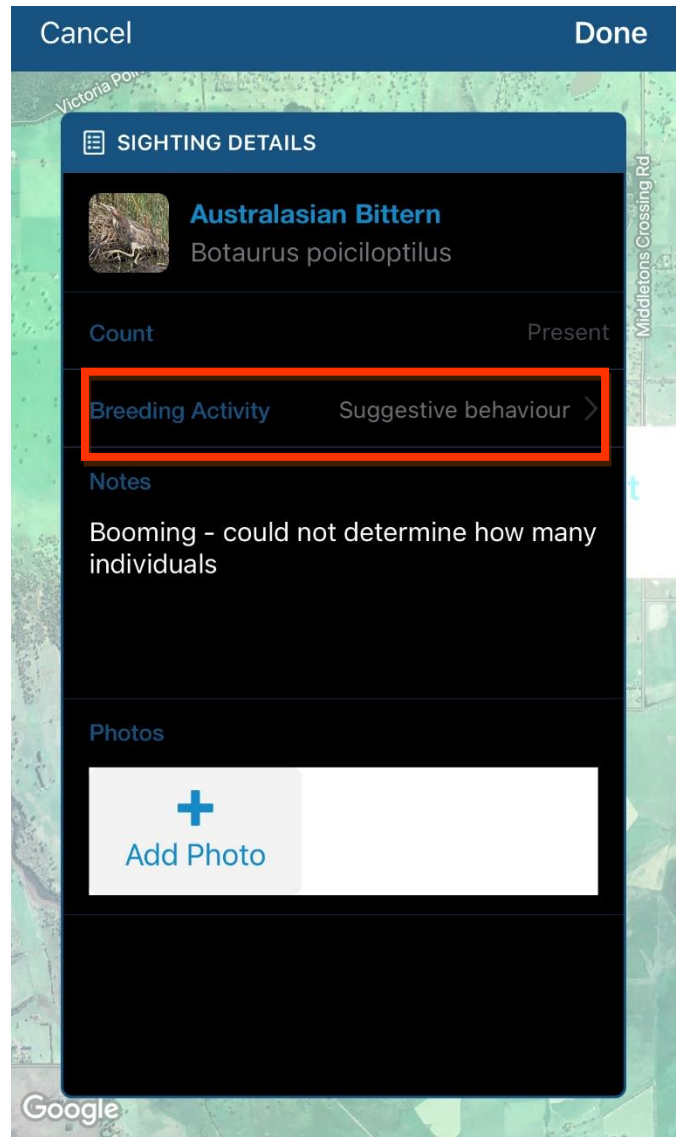 Cancel Done
Victoria
Middletons Crossing Rd
SIGHTING DETAILS
Australasian Bittern
Botaurus poiciloptilus
Count Present
Breeding Activity Suggestive behaviour
Notes
t
Booming - could not determine how many
individuals
Photos
Add Photo
Google